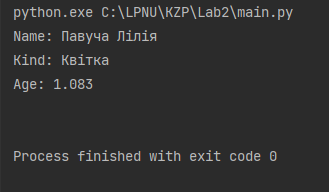 python.exe C:\LPNU\KZP\Lab2\main.py
Name: Павуча Лілія
Kind: Квітка
Age: 1.083
Process finished with exit code 0